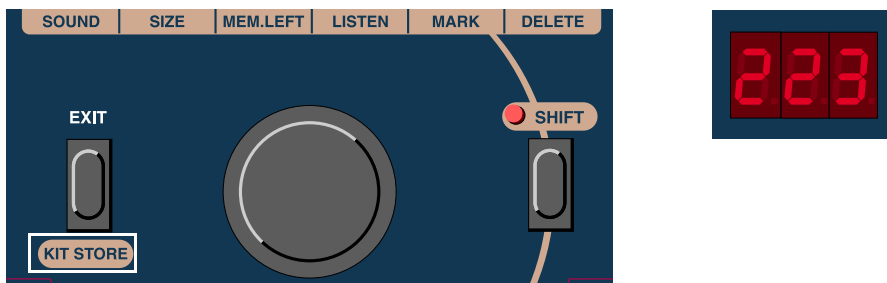 SOUND SIZE MEM.LEFT LISTEN MARK DELETE
223
EXIT
SHIFT
KIT STORE